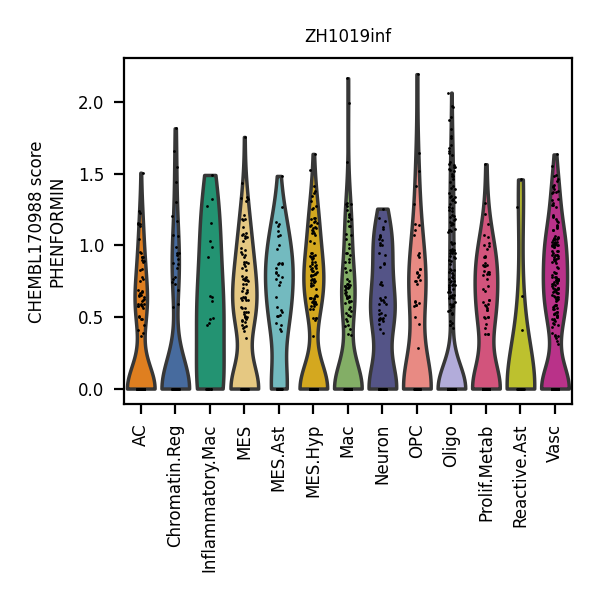 ZH1019inf
CHEMBL170988 score
PHENFORMIN
2.0
1.5
1.0
0.5
0.0
AC
Chromatin.Reg
Inflammatory.Mac
MES
MES.Ast
MES.Hyp
Mac
Neuron
OPC
Oligo
Prolif.Metab
Reactive.Ast
Vasc